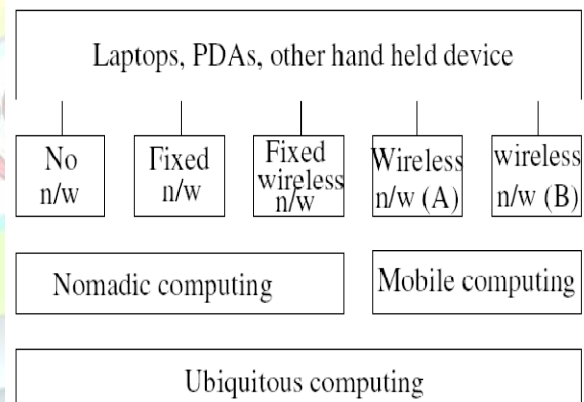 Laptops, PDAs, other hand held device
No
n/w
Fixed
n/w
Fixed
wireless
n/w
Wireless
n/w (A)
wireless
n/w (B)
Nomadic computing
Mobile computing
Ubiquitous computing